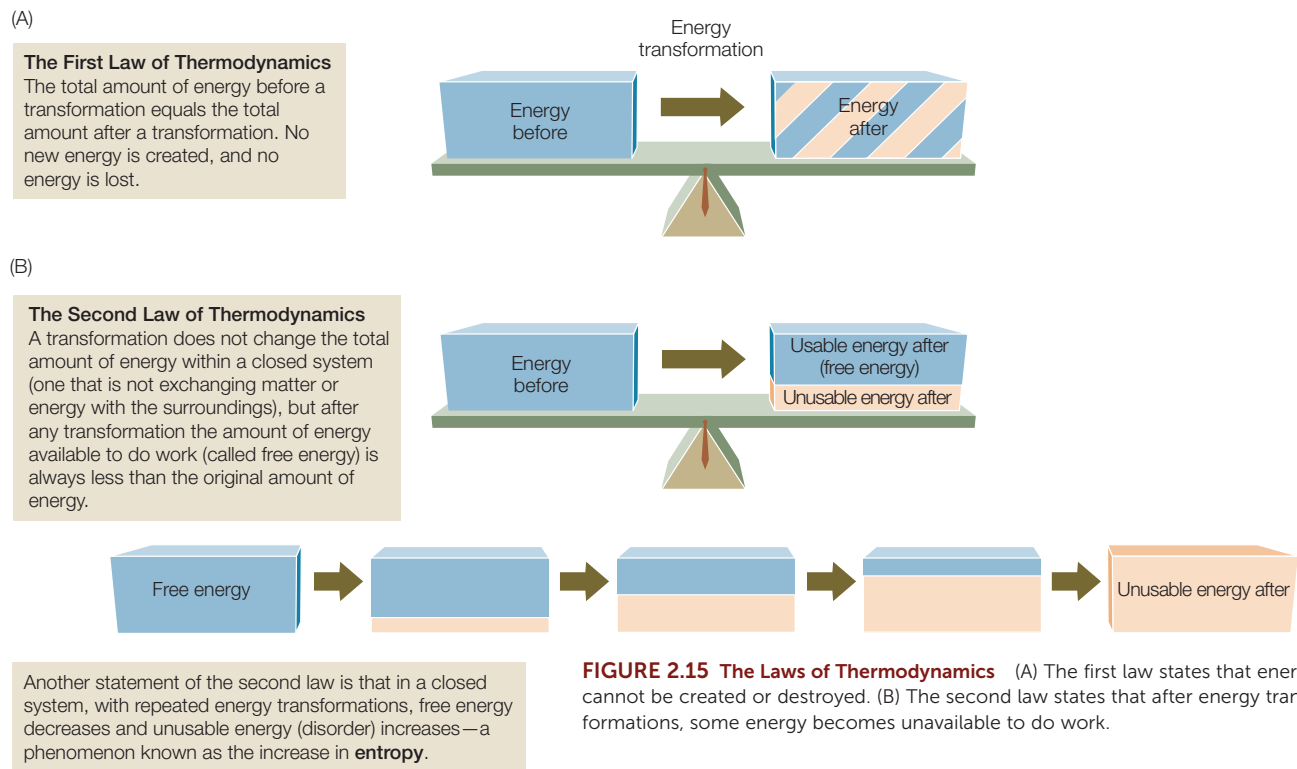 (A)
The First Law of Thermodynamics
The total amount of energy before a
transformation equals the total
amount after a transformation. No
new energy is created, and no
energy is lost.
Energy
transformation
Energy
before
Energy
after
(B)
The Second Law of Thermodynamics
A transformation does not change the total
amount of energy within a closed system
(one that is not exchanging matter or
energy with the surroundings), but after
any transformation the amount of energy
available to do work (called free energy) is
always less than the original amount of
energy.
Energy
before
Usable energy after
(free energy)
Unusable energy after
Free energy
Unusable energy after
Another statement of the second law is that in a closed
system, with repeated energy transformations, free energy
decreases and unusable energy (disorder) increases—a
phenomenon known as the increase in entropy.
FIGURE 2.15 The Laws of Thermodynamics (A) The first law states that ener
cannot be created or destroyed. (B) The second law states that after energy tran
formations, some energy becomes unavailable to do work.